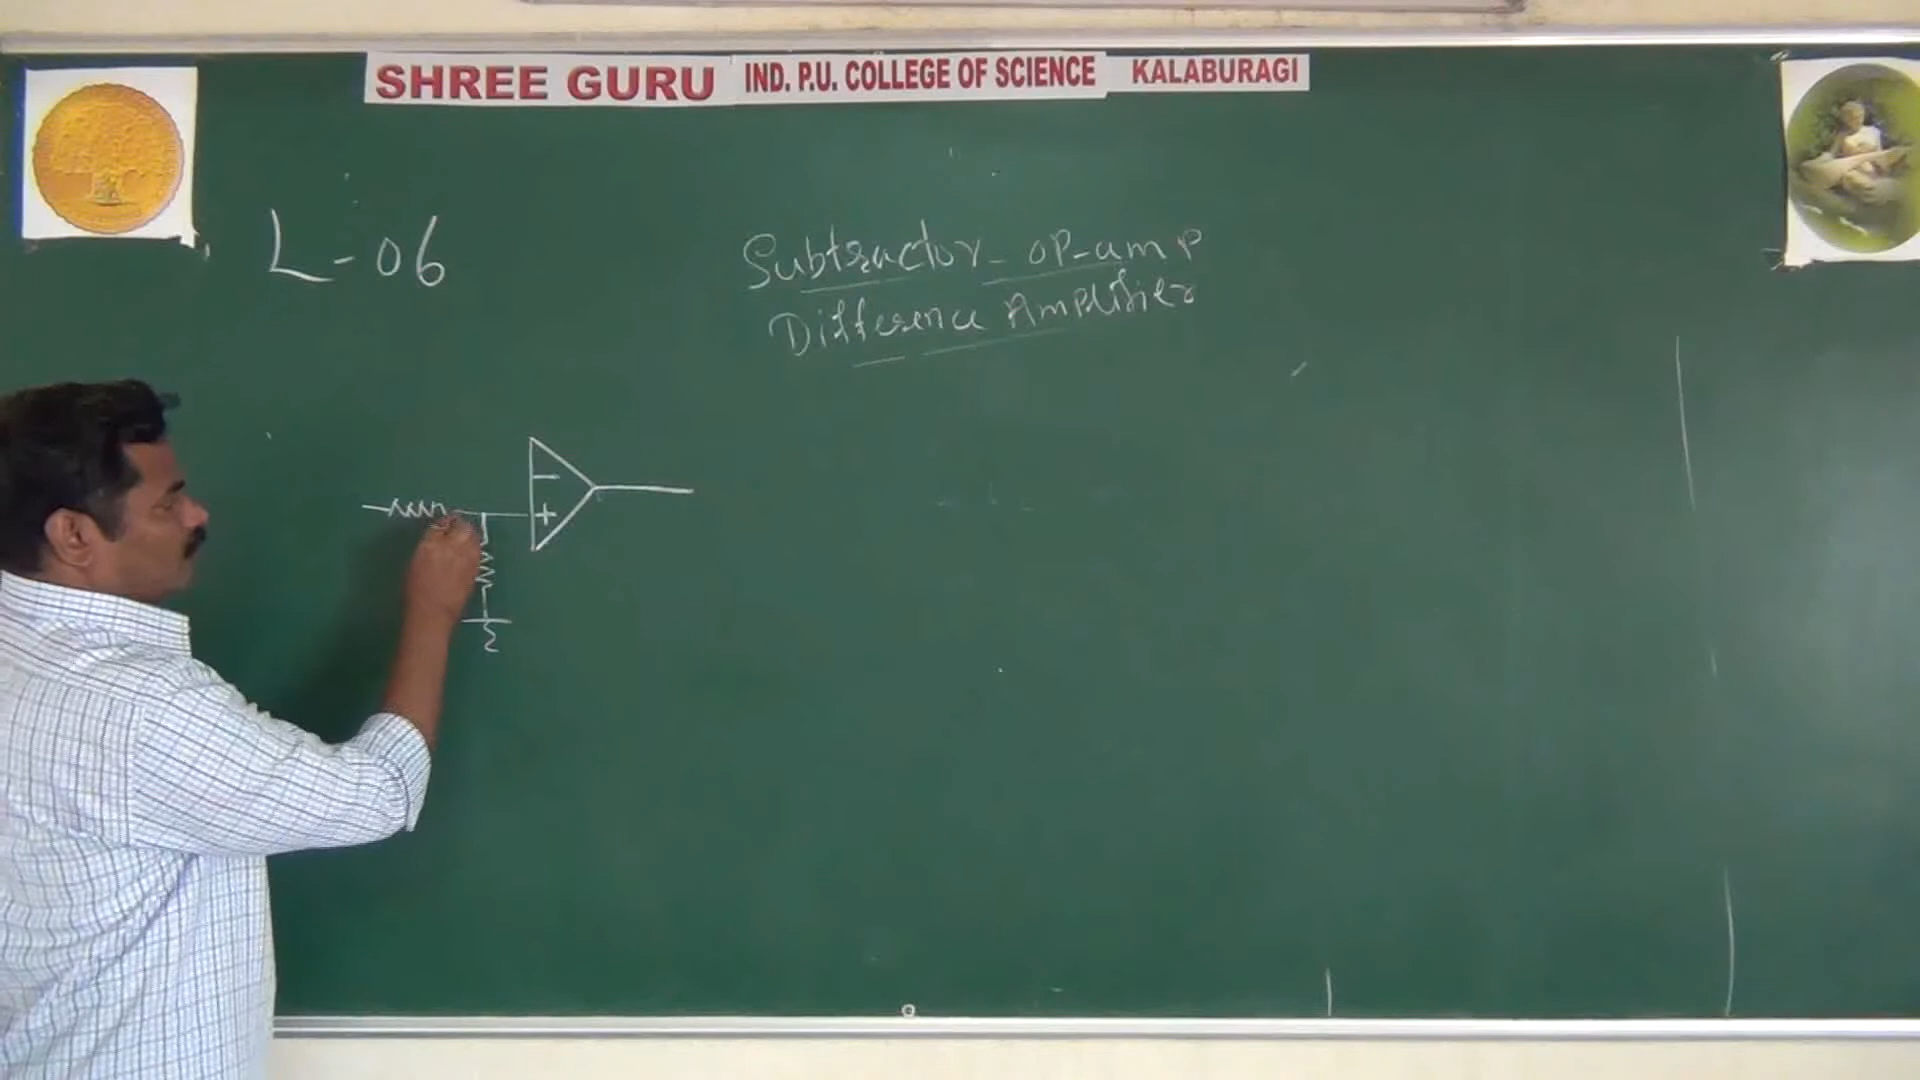 SHREE GURU IND. P.U. COLLEGE OF SCIENCE KALABURAGI
L-06
Subtractor - OP-amp
Difference Amplifier
-
+